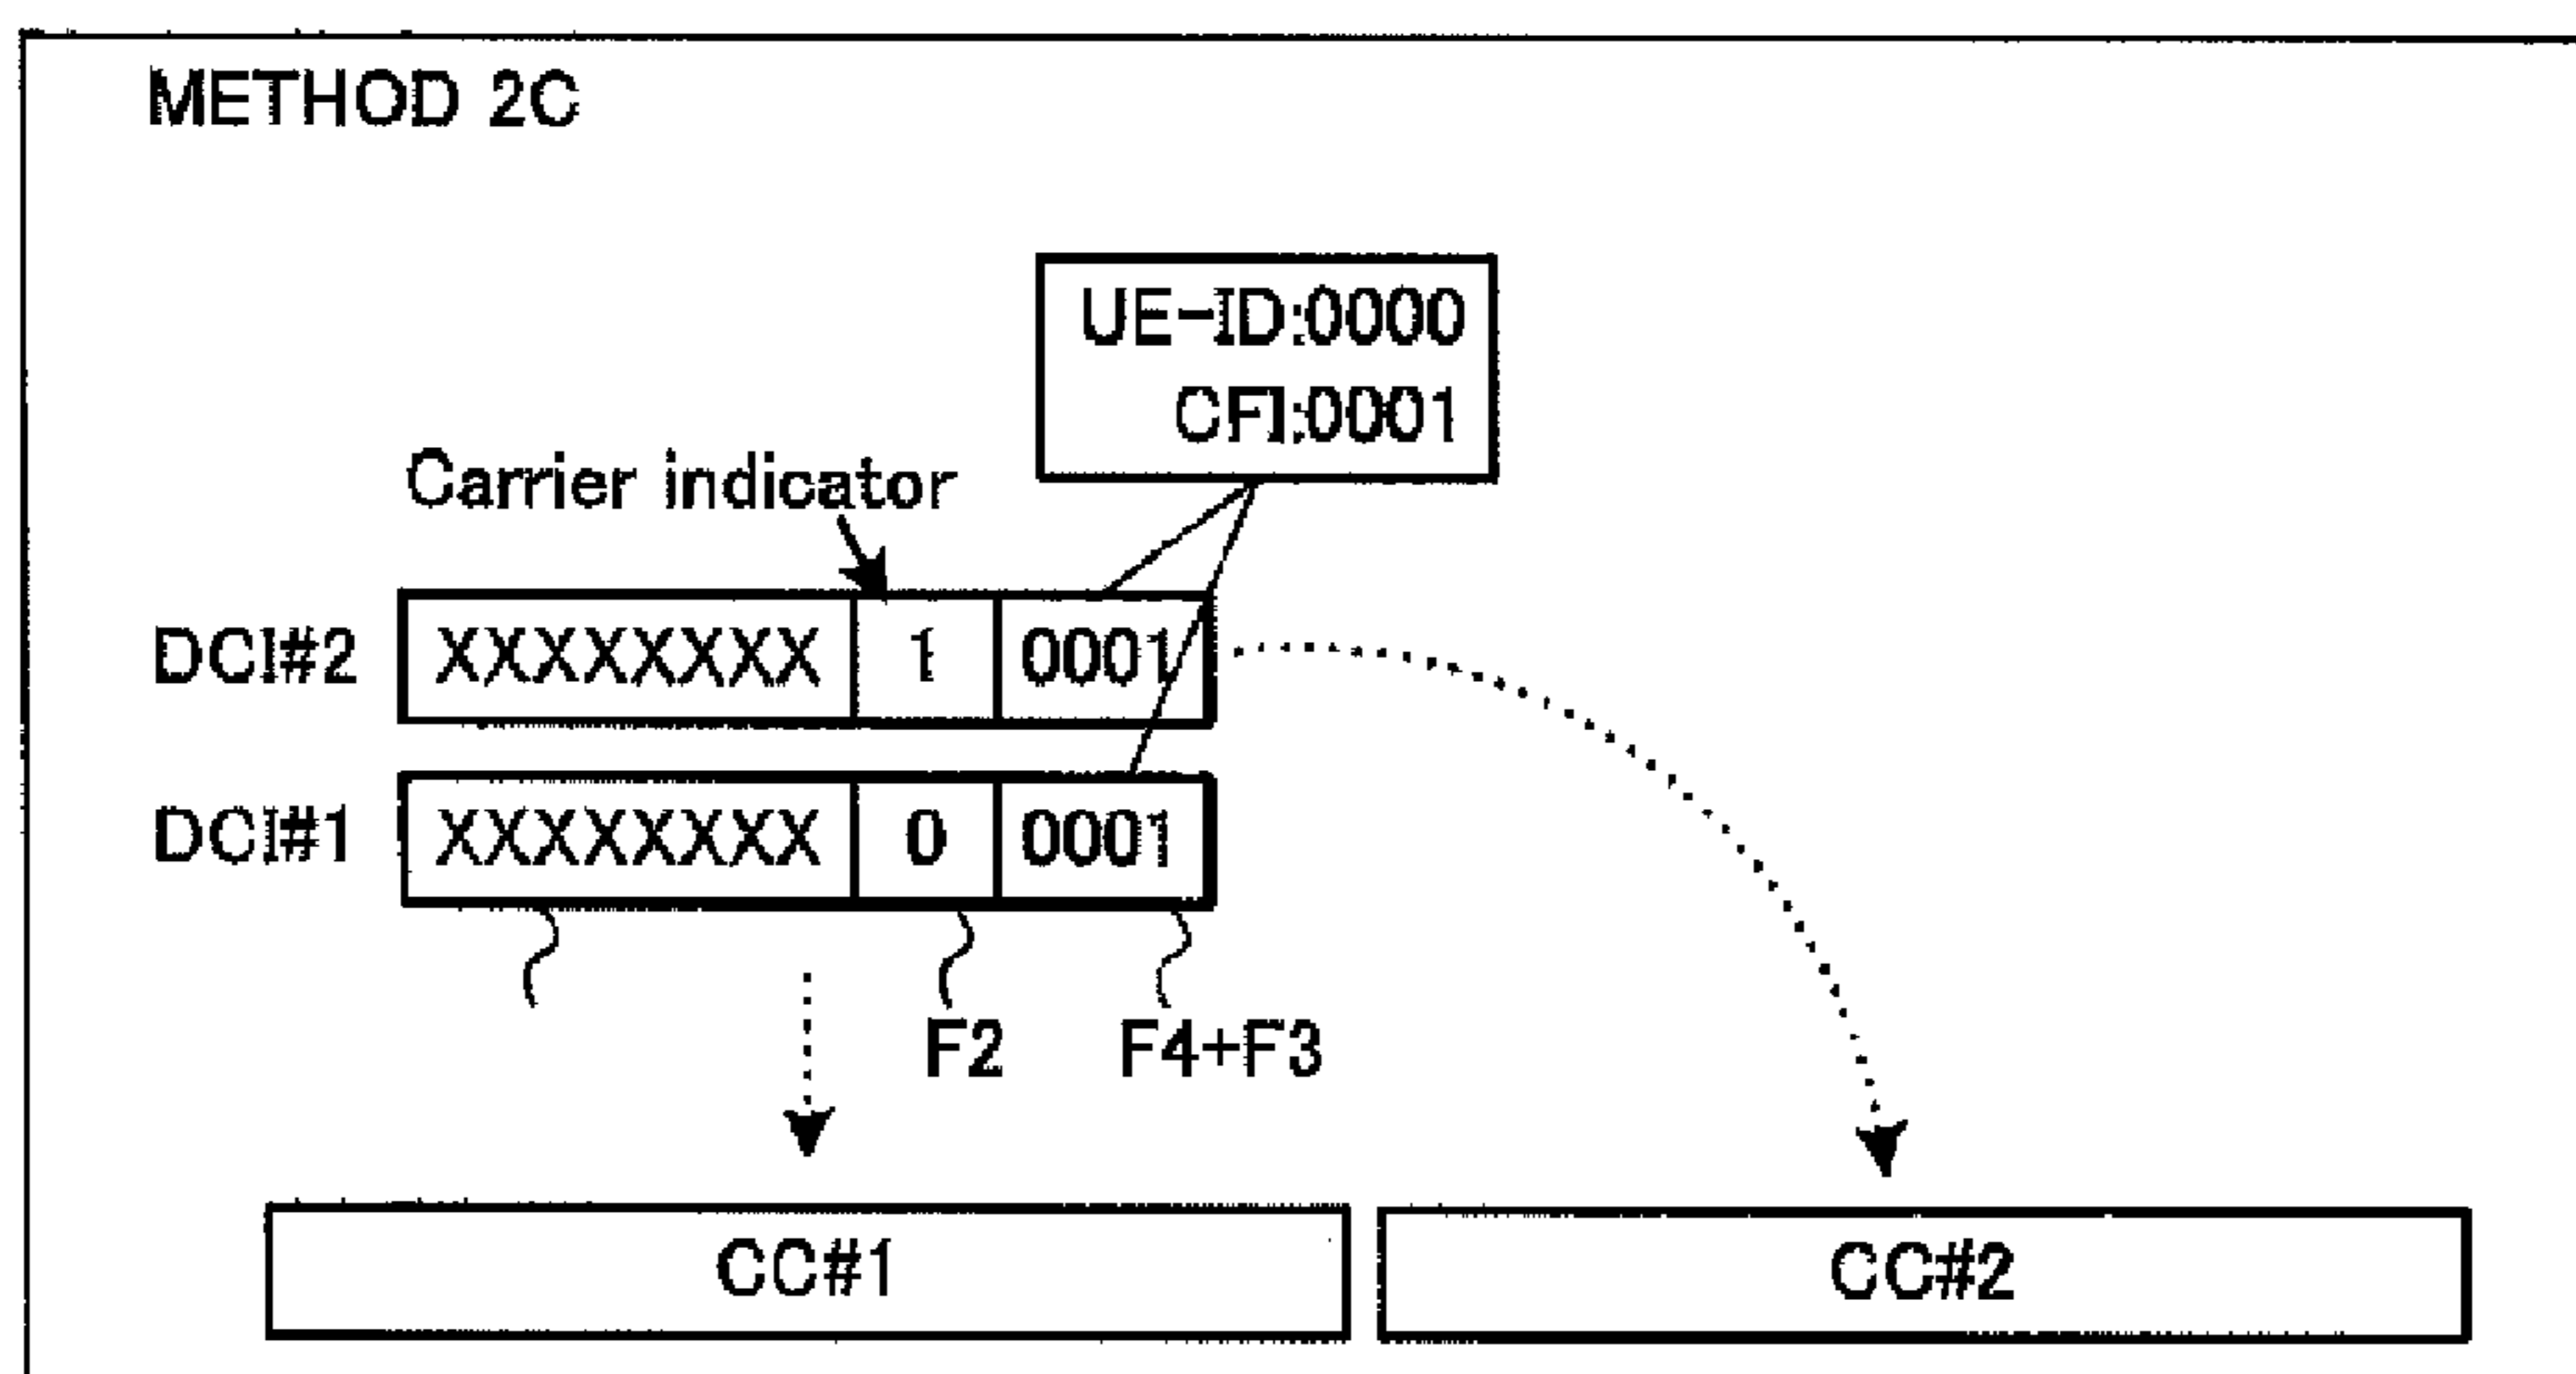 METHOD 2C
UE-ID:0000
CFI:0001
Carrier indicator
DCI#2 XXXXXXXX 1 0001
DCI#1 XXXXXXXX 0 0001
F2 F4+F3
CC#1 CC#2